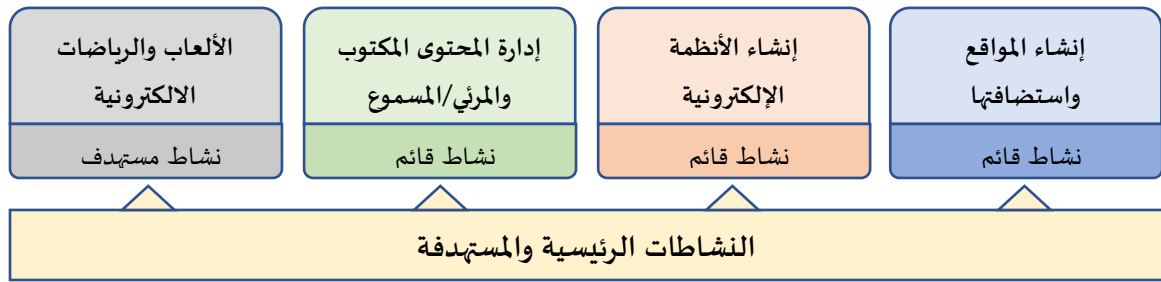 إنشاء المواقع
واستضافتها
نشاط قائم
إنشاء الأنظمة
الإلكترونية
نشاط قائم
إدارة المحتوى المكتوب
والمرئي/المسموع
نشاط قائم
الألعاب والرياضات
الالكترونية
نشاط مستهدف
النشاطات الرئيسية والمستهدفة